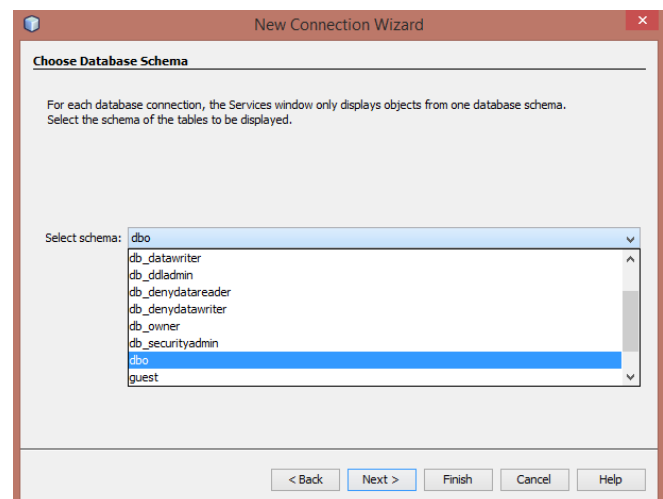 New Connection Wizard
Choose Database Schema
For each database connection, the Services window only displays objects from one database schema.
Select the schema of the tables to be displayed.
Select schema: dbo
db_datawriter
db_ddladmin
db_denydatareader
db_denydatawriter
db_owner
db_securityadmin
dbo
guest
< Back Next > Finish Cancel Help